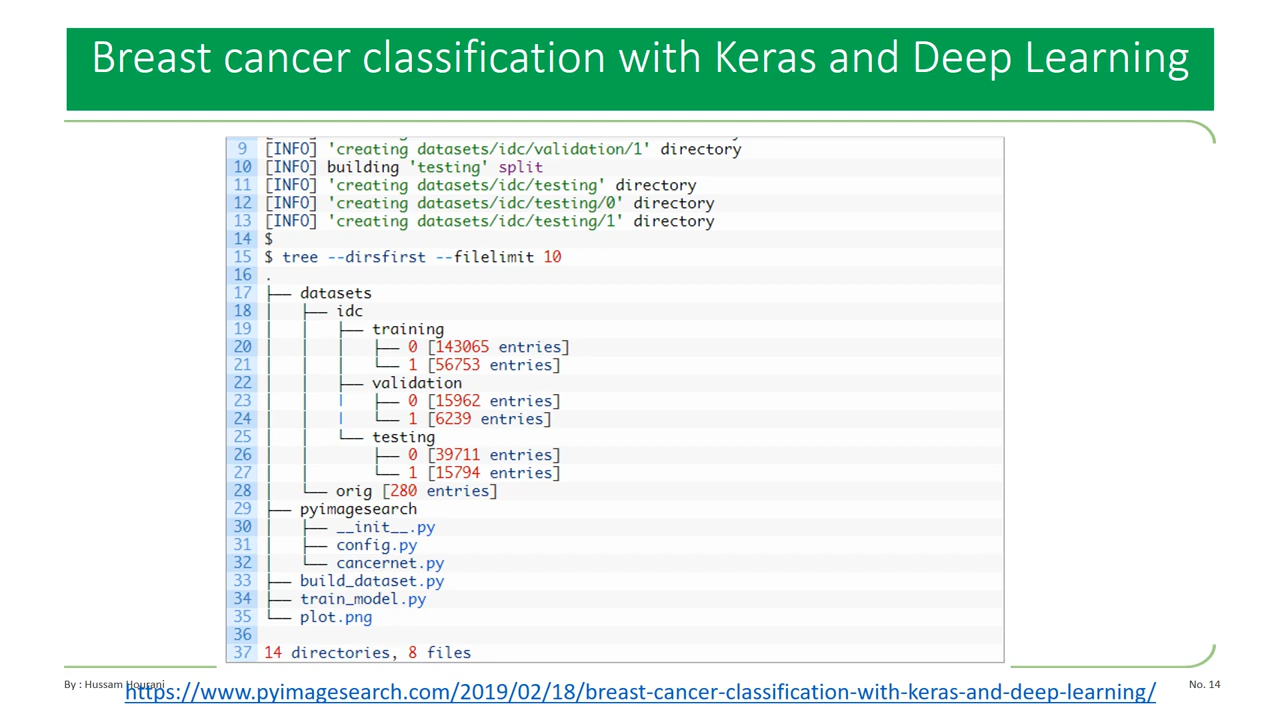 Breast cancer classification with Keras and Deep Learning
9 [INFO] 'creating datasets/idc/validation/1' directory
10 [INFO] building 'testing' split
11 [INFO] 'creating datasets/idc/testing' directory
12 [INFO] 'creating datasets/idc/testing/0' directory
13 [INFO] 'creating datasets/idc/testing/1' directory
14 $
15 $ tree --dirsfirst --filelimit 10
16 .
17 ├── datasets
18 │   ├── idc
19 │   │   ├── training
20 │   │   │   ├── 0 [143065 entries]
21 │   │   │   └── 1 [56753 entries]
22 │   │   ├── validation
23 │   │   |   ├── 0 [15962 entries]
24 │   │   |   └── 1 [6239 entries]
25 │   │   └── testing
26 │   │       ├── 0 [39711 entries]
27 │   │       └── 1 [15794 entries]
28 │   └── orig [280 entries]
29 ├── pyimagesearch
30 │   ├── __init__.py
31 │   ├── config.py
32 │   └── cancernet.py
33 ├── build_dataset.py
34 ├── train_model.py
35 └── plot.png
36
37 14 directories, 8 files
By : Hussam Hourani
https://www.pyimagesearch.com/2019/02/18/breast-cancer-classification-with-keras-and-deep-learning/
No. 14